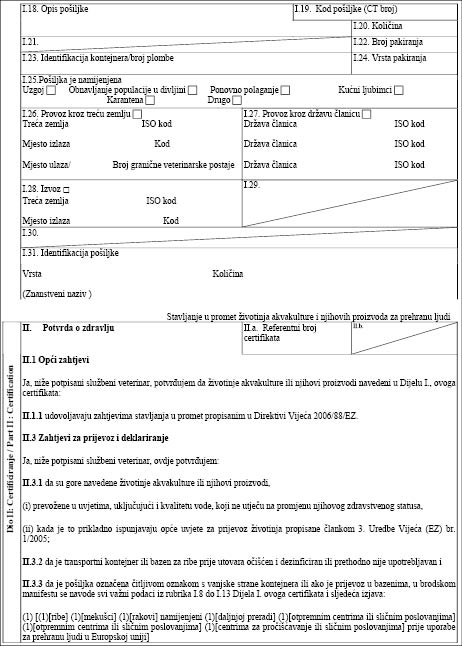 I.18. Opis pošiljke
I.19. Kod pošiljke (CT broj)
I.20. Količina
I.21.
I.22. Broj pakiranja
I.23. Identifikacija kontejnera/broj plombe
I.24. Vrsta pakiranja
I.25.Pošiljka je namijenjena
Uzgoj Obnavljanje populacije u divljini Ponovno polaganje Kućni ljubimci
Karantena Drugo
I.26. Provoz kroz treću zemlju
I.27. Provoz kroz državu članicu
Treća zemlja ISO kod
Država članica ISO kod
Mjesto izlaza Kod
Država članica ISO kod
Mjesto ulaza/ Broj granične veterinarske postaje
Država članica ISO kod
I.28. Izvoz
I.29.
Treća zemlja ISO kod
Mjesto izlaza Kod
I.30.
I.31. Identifikacija pošiljke
Vrsta Količina
(Znanstveni naziv )
Stavljanje u promet životinja akvakulture i njihovih proizvoda za prehranu ljudi
Dio II: Certificiranje / Part II : Certification
II. Potvrda o zdravlju
II.a. Referentni broj
certifikata
II.b.
II.1 Opći zahtjevi
Ja, niže potpisani službeni veterinar, potvrđujem da životinje akvakulture ili njihovi proizvodi navedeni u Dijelu I., ovoga
certifikata:
II.1.1 udovoljavaju zahtjevima stavljanja u promet propisanim u Direktivi Vijeća 2006/88/EZ.
II.3 Zahtjevi za prijevoz i deklariranje
Ja, niže potpisani službeni veterinar, ovdje potvrđujem:
II.3.1 da su gore navedene životinje akvakulture ili njihovi proizvodi,
(i) prevožene u uvjetima, uključujući i kvalitetu vode, koji ne utječu na promjenu njihovog zdravstvenog statusa,
(ii) kada je to prikladno ispunjavaju opće uvjete za prijevoz životinja propisane člankom 3. Uredbe Vijeća (EZ) br.
1/2005;
II.3.2 da je transportni kontejner ili bazen za ribe prije utovara očišćen i dezinficiran ili prethodno nije upotrebljavan i
II.3.3 da je pošiljka označena čitljivom oznakom s vanjske strane kontejnera ili ako je prijevoz u bazenima, u brodskom
manifestu se navode svi važni podaci iz rubrika I.8 do I.13 Dijela I. ovoga certifikata i sljedeća izjava:
(1) [(1)[ribe] (1)[mekušci] (1)[rakovi] namijenjeni (1)[daljnjoj preradi] (1)[otpremnim centrima ili sličnim poslovanjima]
(1)[otpremnim centrima ili sličnim poslovanjima] (1)[centrima za pročišćavanje ili sličnim poslovanjima] prije uporabe
za prehranu ljudi u Europskoj uniji]